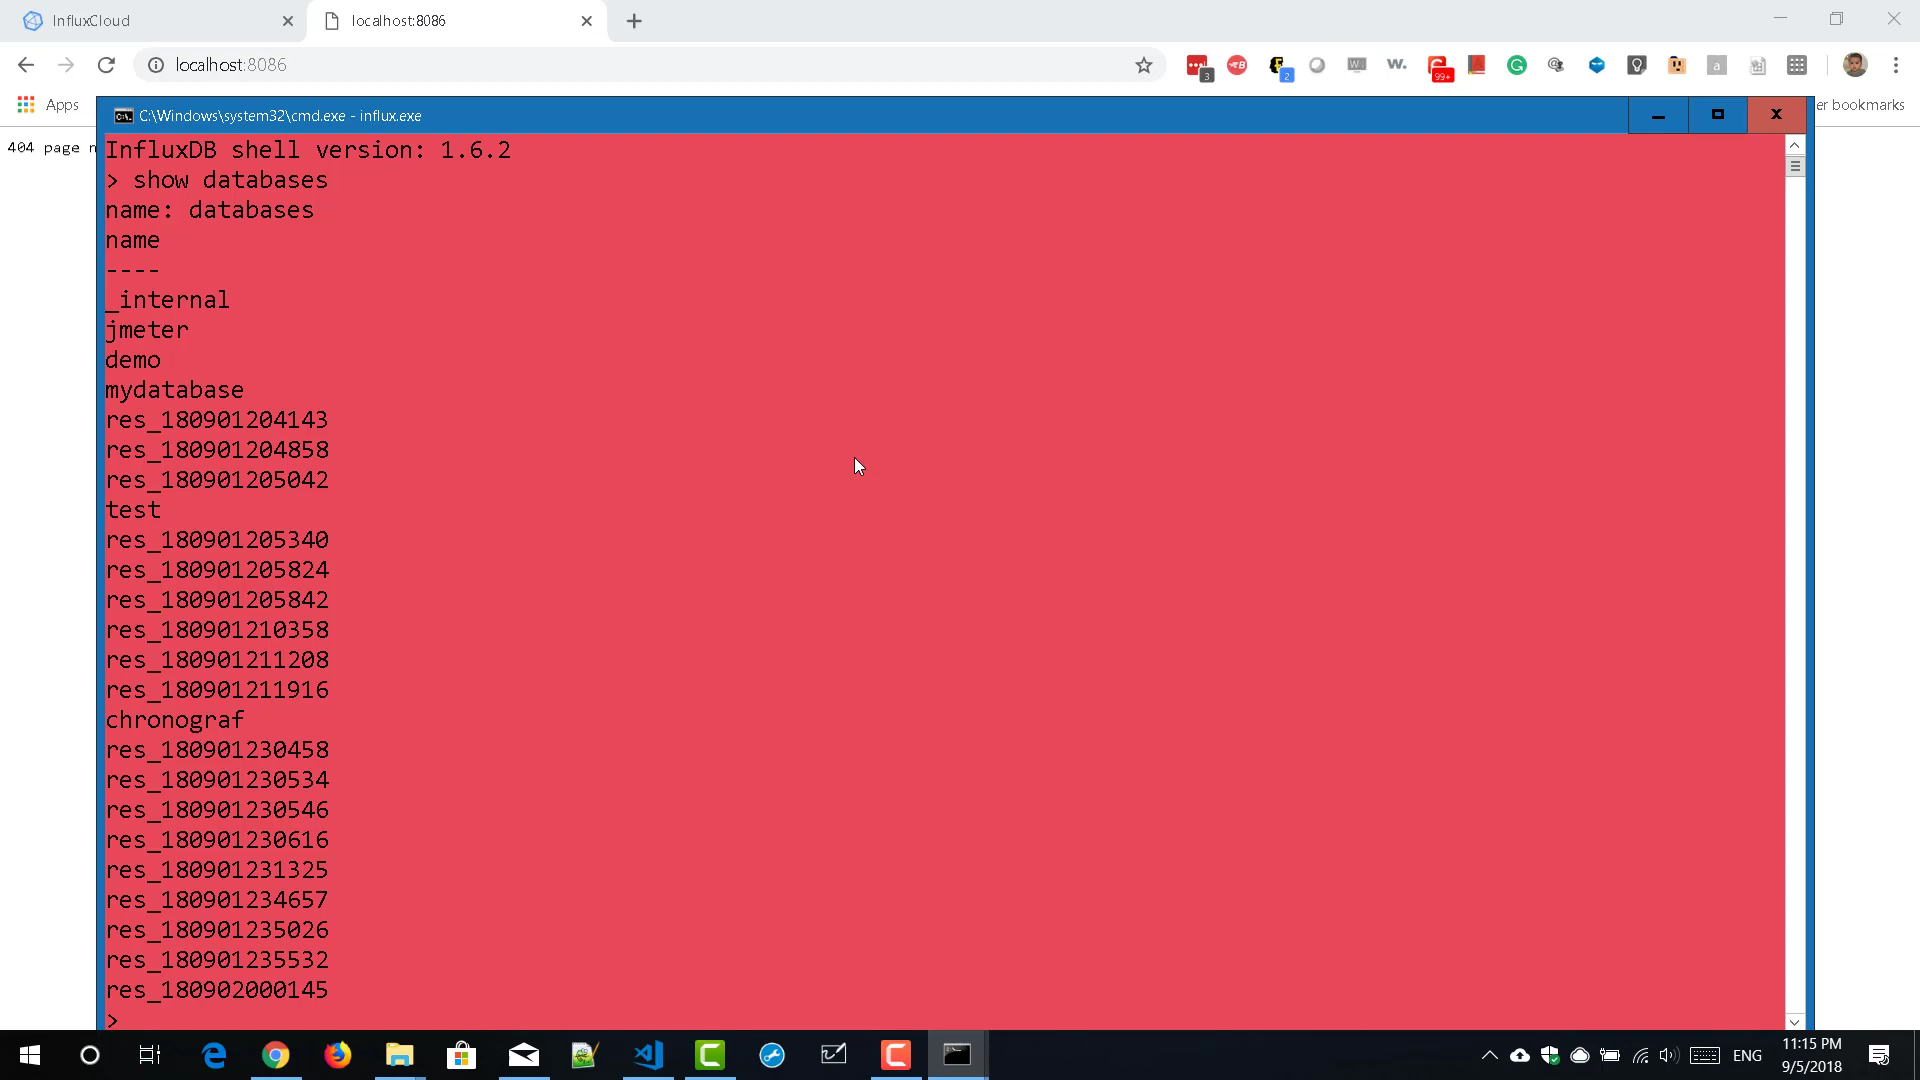 InfluxCloud
localhost:8086
localhost:8086
3
2
99+
Apps
er bookmarks
C:\Windows\system32\cmd.exe - influx.exe
404 page n
InfluxDB shell version: 1.6.2
> show databases
name: databases
name
----
_internal
jmeter
demo
mydatabase
res_180901204143
res_180901204858
res_180901205042
test
res_180901205340
res_180901205824
res_180901205842
res_180901210358
res_180901211208
res_180901211916
chronograf
res_180901230458
res_180901230534
res_180901230546
res_180901230616
res_180901231325
res_180901234657
res_180901235026
res_180901235532
res_180902000145
>
ENG
11:15 PM
9/5/2018